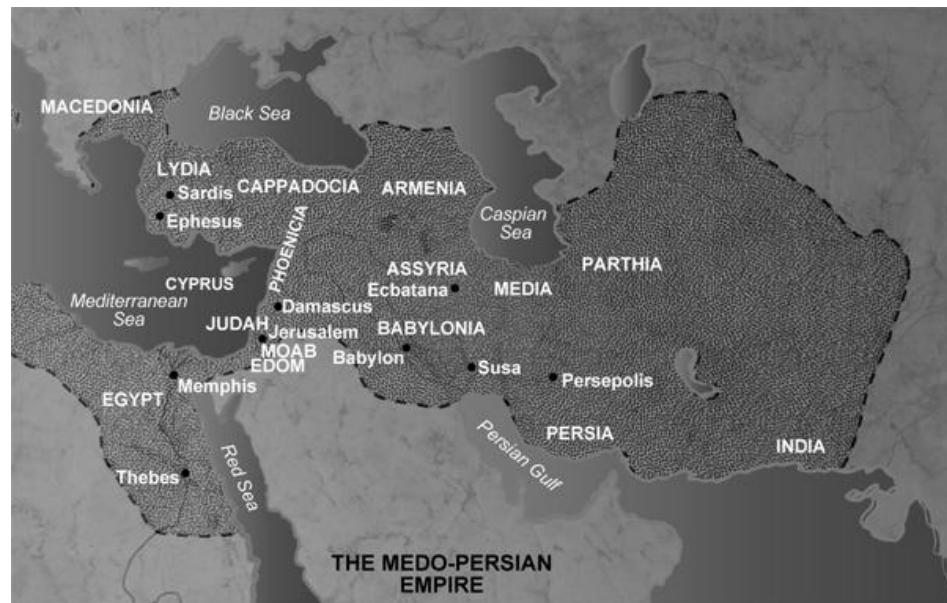 MACEDONIA
Black Sea
LYDIA
Sardis
CAPPADOCIA
ARMENIA
Ephesus
Caspian
Sea
PHOENICIA
PARTHIA
ASSYRIA
CYPRUS
Ecbatana
MEDIA
Mediterranean
Sea
Damascus
JUDAH
Jerusalem
BABYLONIA
MOAB
Babylon
EDOM
Susa
Memphis
Persepolis
EGYPT
PERSIA
Persian Gulf
INDIA
Thebes
Red Sea
THE MEDO-PERSIAN
EMPIRE